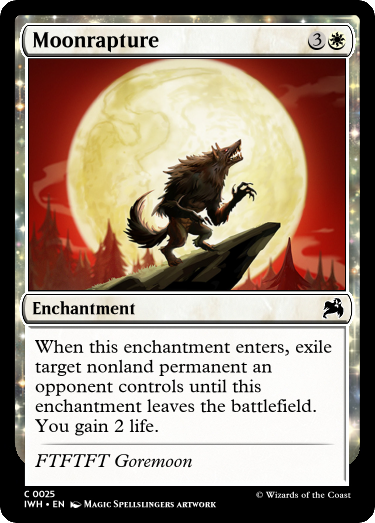 Moonrapture 3
Enchantment
When this enchantment enters, exile
target nonland permanent an
opponent controls until this
enchantment leaves the battlefield.
You gain 2 life.
FTFTFT Goremoon
C 0025
IWH • EN Magic Spellslingers artwork
© Wizards of the Coast